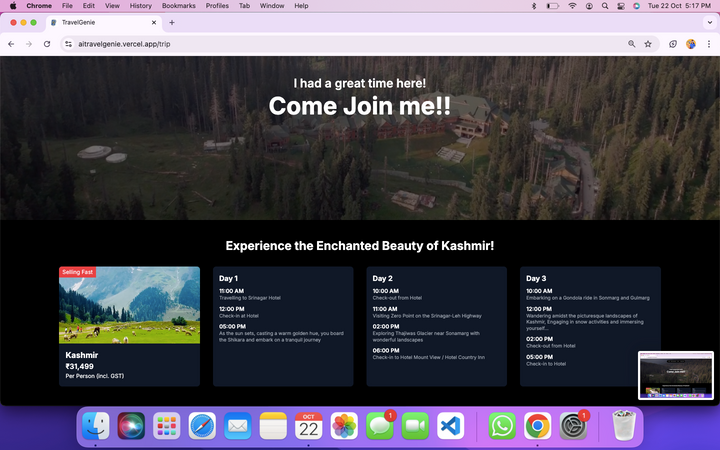 Chrome File Edit View History Bookmarks Profiles Tab Window Help Tue 22 Oct 5:17 PM
TravelGenie
aitravelgenie.vercel.app/trip
I had a great time here!
Come Join me!!
Experience the Enchanted Beauty of Kashmir!
Selling Fast
Kashmir
₹31,499
Per Person (incl. GST)
Day 1
11:00 AM
Travelling to Srinagar Hotel
12:00 PM
Check-in at Hotel
05:00 PM
As the sun sets, casting a warm golden hue, you board
the Shikara and embark on a tranquil journey
Day 2
10:00 AM
Check-out from Hotel
11:00 AM
Visiting Zero Point on the Srinagar-Leh Highway
02:00 PM
Exploring Thajiwas Glacier near Sonamarg with
wonderful landscapes
06:00 PM
Check-in to Hotel Mount View / Hotel Country Inn
Day 3
10:00 AM
Embarking on a Gondola ride in Sonmarg and Gulmarg
12:00 PM
Wandering amidst the picturesque landscapes of
Kashmir, Engaging in snow activities and immersing
yourself...
02:00 PM
Check-out from Hotel
05:00 PM
Check-in to Hotel
Come Join me!!
OCT
22
1
1